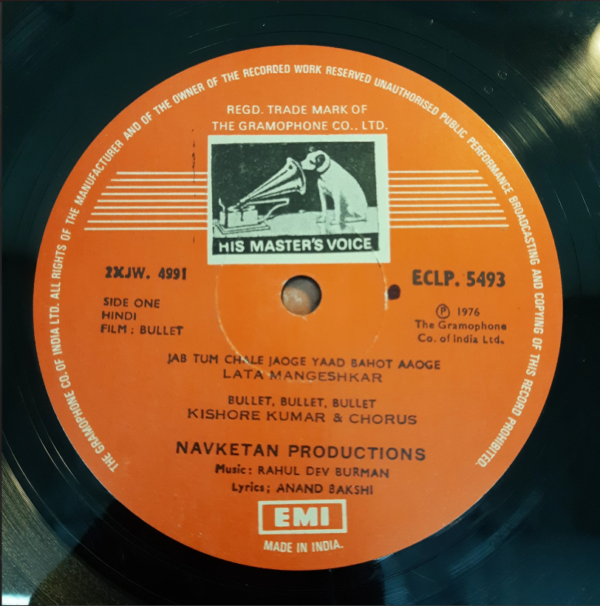 THE GRAMOPHONE CO. OF INDIA LTD. ALL RIGHTS OF THE MANUFACTURER AND OF THE OWNER OF THE RECORDED WORK RESERVED UNAUTHORISED PUBLIC PERFORMANCE BROADCASTING AND COPYING OF THIS RECORD PROHIBITED.
REGD. TRADE MARK OF
THE GRAMOPHONE CO., LTD.
HIS MASTER'S VOICE
2XJW. 4991
ECLP. 5493
SIDE ONE
HINDI
FILM : BULLET
Ⓟ 1976
The Gramophone
Co. of India Ltd.
JAB TUM CHALE JAOGE YAAD BAHOT AAOGE
LATA MANGESHKAR
BULLET, BULLET, BULLET
KISHORE KUMAR & CHORUS
NAVKETAN PRODUCTIONS
Music : RAHUL DEV BURMAN
Lyrics ; ANAND BAKSHI
EMI
MADE IN INDIA.